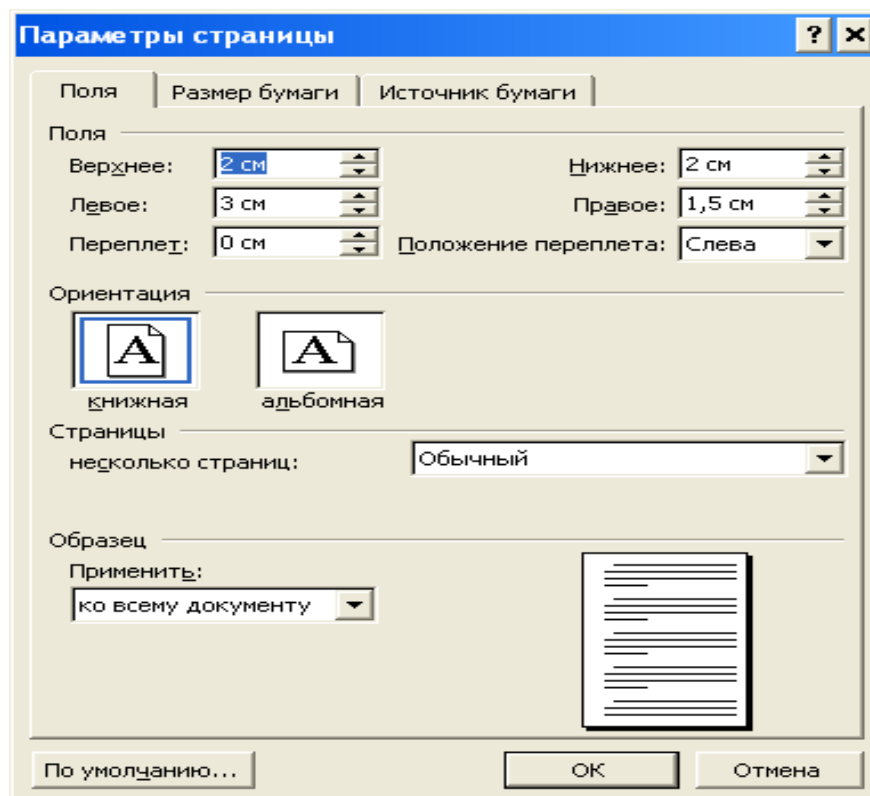 Параметры страницы
Поля Размер бумаги Источник бумаги
Поля
Верхнее: 2 см Нижнее: 2 см
Левое: 3 см Правое: 1,5 см
Переплет: 0 см Положение переплета: Слева
Ориентация
A A
книжная альбомная
Страницы
несколько страниц: Обычный
Образец
Применить:
ко всему документу
По умолчанию... ОК Отмена